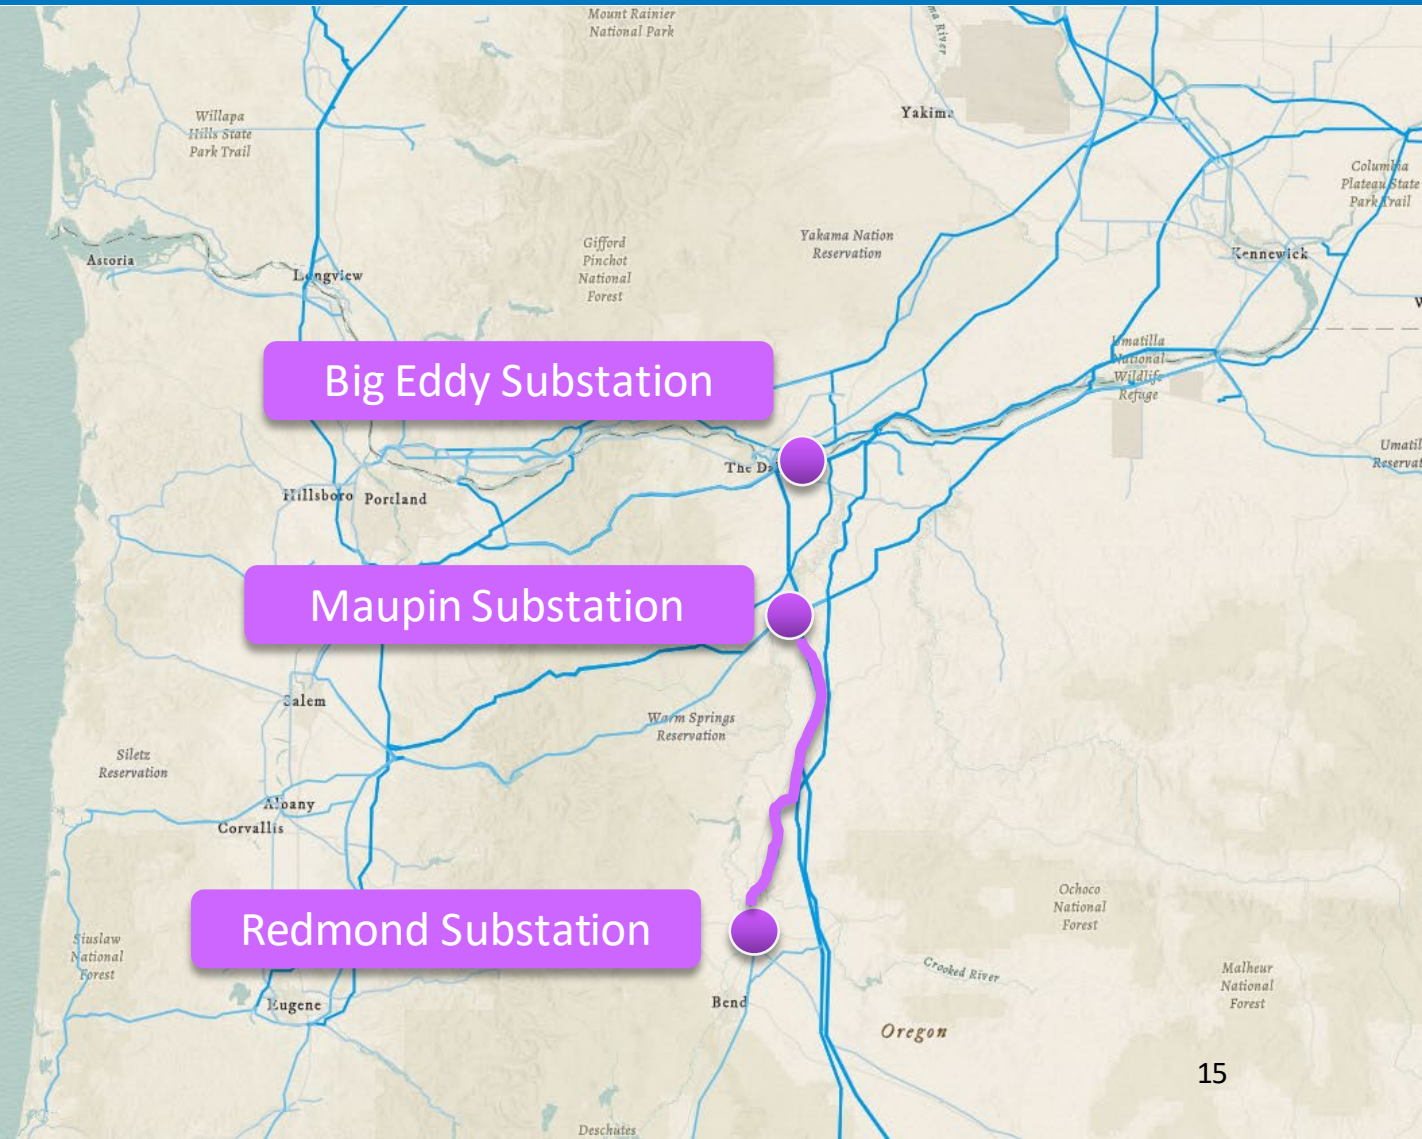 Mount Rainier
National Park
Willapa
Hills State
Park Trail
Yakima
Columbia
Plateau State
Park Trail
Yakama Nation
Reservation
Gifford
Pinchot
National
Forest
Astoria
Longview
Kennewick
Umatilla
National
Wildlife
Refuge
Big Eddy Substation
The
Hillsboro
Portland
Maupin Substation
Salem
Warm Springs
Reservation
Siletz
Reservation
Albany
Corvallis
Redmond Substation
Ochoco
National
Forest
Siuslaw
National
Forest
Crooked River
Malheur
National
Forest
Eugene
Bend
Oregon
15
Deschutes